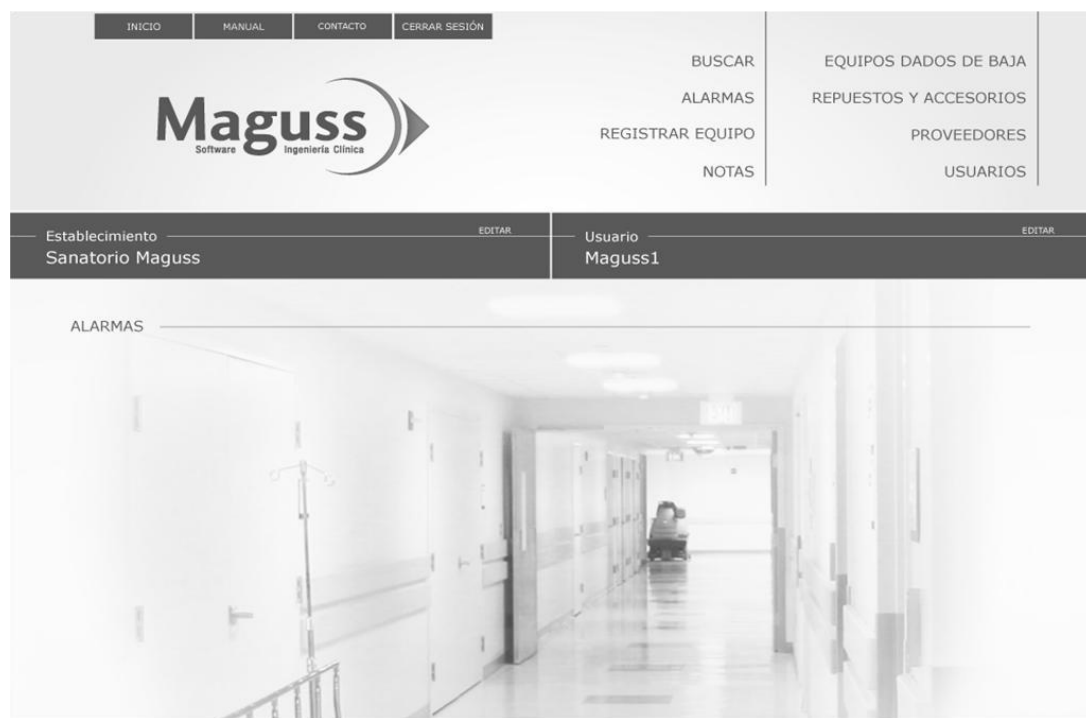 INICIO
MANUAL
CONTACTO
CERRAR SESIÓN
Maguss
Software Ingeniería Clínica
BUSCAR
ALARMAS
REGISTRAR EQUIPO
NOTAS
EQUIPOS DADOS DE BAJA
REPUESTOS Y ACCESORIOS
PROVEEDORES
USUARIOS
Establecimiento
EDITAR
Sanatorio Maguss
Usuario
EDITAR
Maguss1
ALARMAS
EXIT